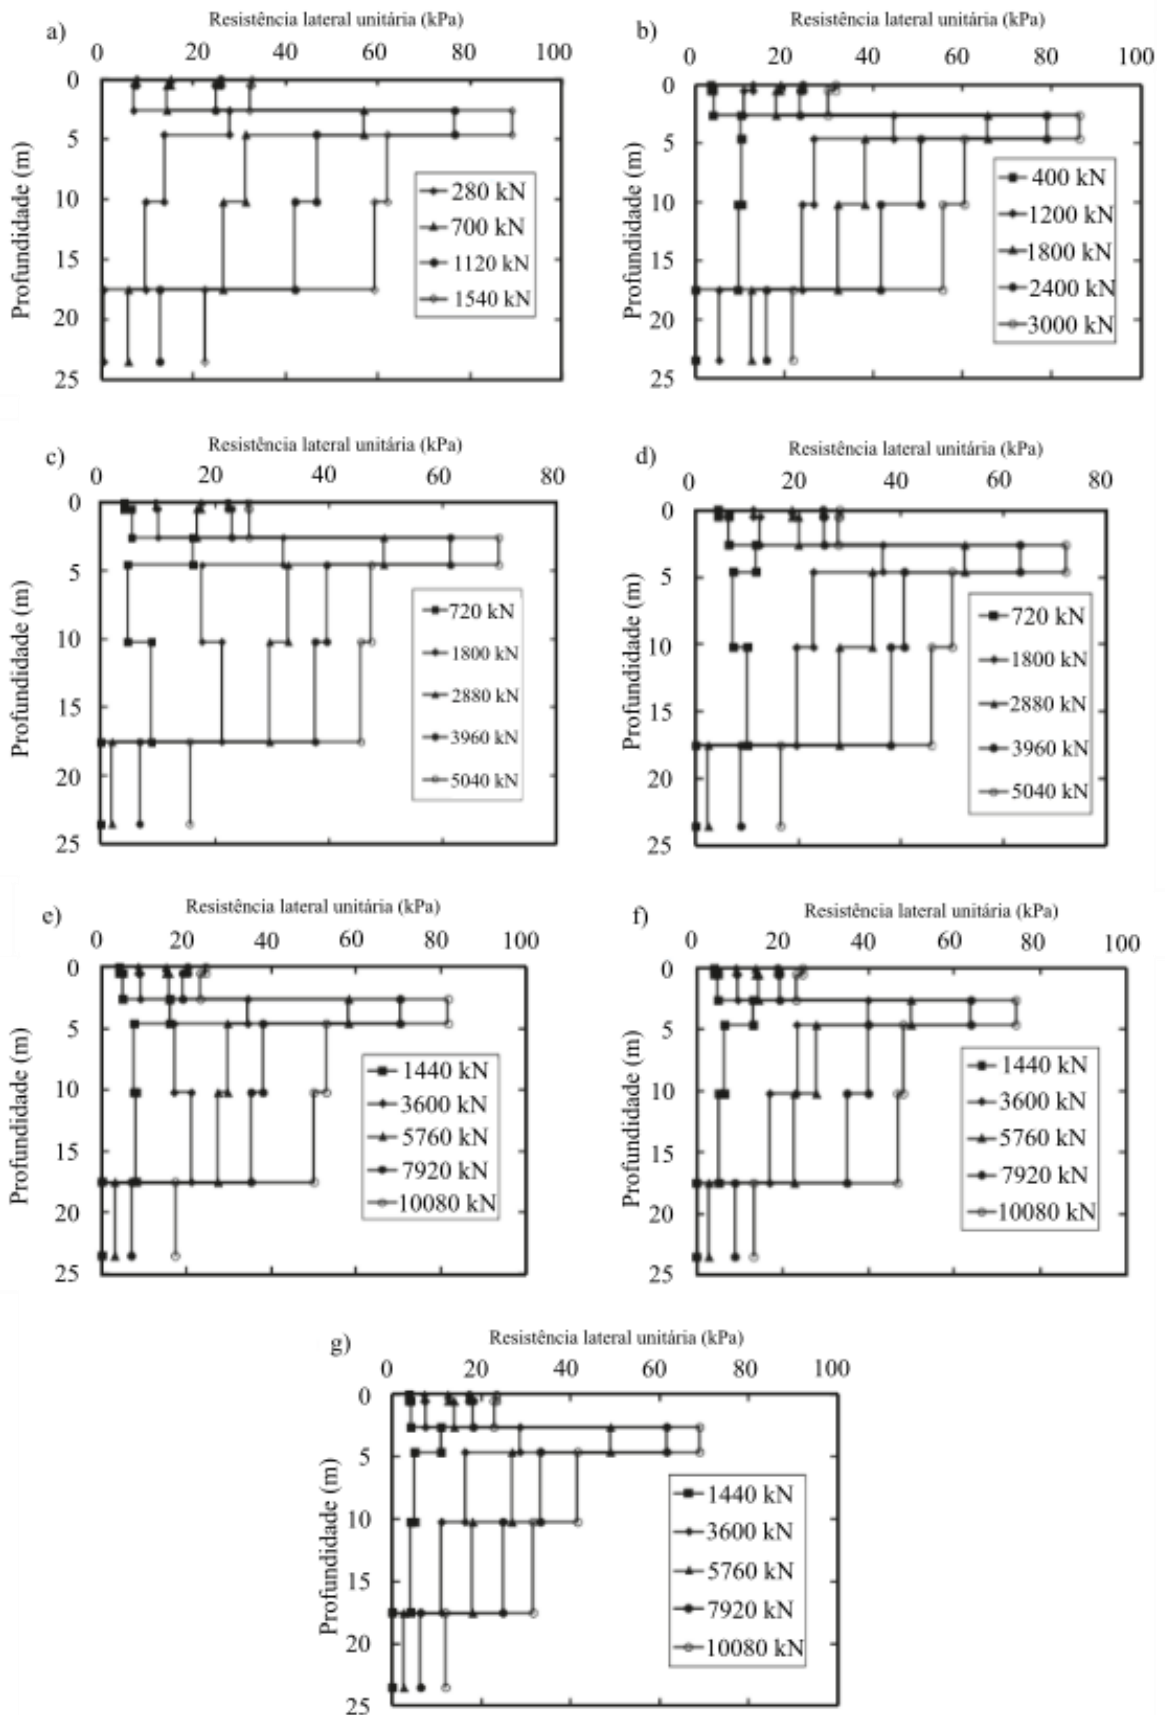 a)
Resistência lateral unitária (kPa)
0 20 40 60 80 100
Profundidade (m)
0
5
10
15
20
25
280 kN
700 kN
1120 kN
1540 kN
b)
Resistência lateral unitária (kPa)
0 20 40 60 80 100
Profundidade (m)
0
5
10
15
20
25
400 kN
1200 kN
1800 kN
2400 kN
3000 kN
c)
Resistência lateral unitária (kPa)
0 20 40 60 80
Profundidade (m)
0
5
10
15
20
25
720 kN
1800 kN
2880 kN
3960 kN
5040 kN
d)
Resistência lateral unitária (kPa)
0 20 40 60 80
Profundidade (m)
0
5
10
15
20
25
720 kN
1800 kN
2880 kN
3960 kN
5040 kN
e)
Resistência lateral unitária (kPa)
0 20 40 60 80 100
Profundidade (m)
0
5
10
15
20
25
1440 kN
3600 kN
5760 kN
7920 kN
10080 kN
f)
Resistência lateral unitária (kPa)
0 20 40 60 80 100
Profundidade (m)
0
5
10
15
20
25
1440 kN
3600 kN
5760 kN
7920 kN
10080 kN
g)
Resistência lateral unitária (kPa)
0 20 40 60 80 100
Profundidade (m)
0
5
10
15
20
25
1440 kN
3600 kN
5760 kN
7920 kN
10080 kN